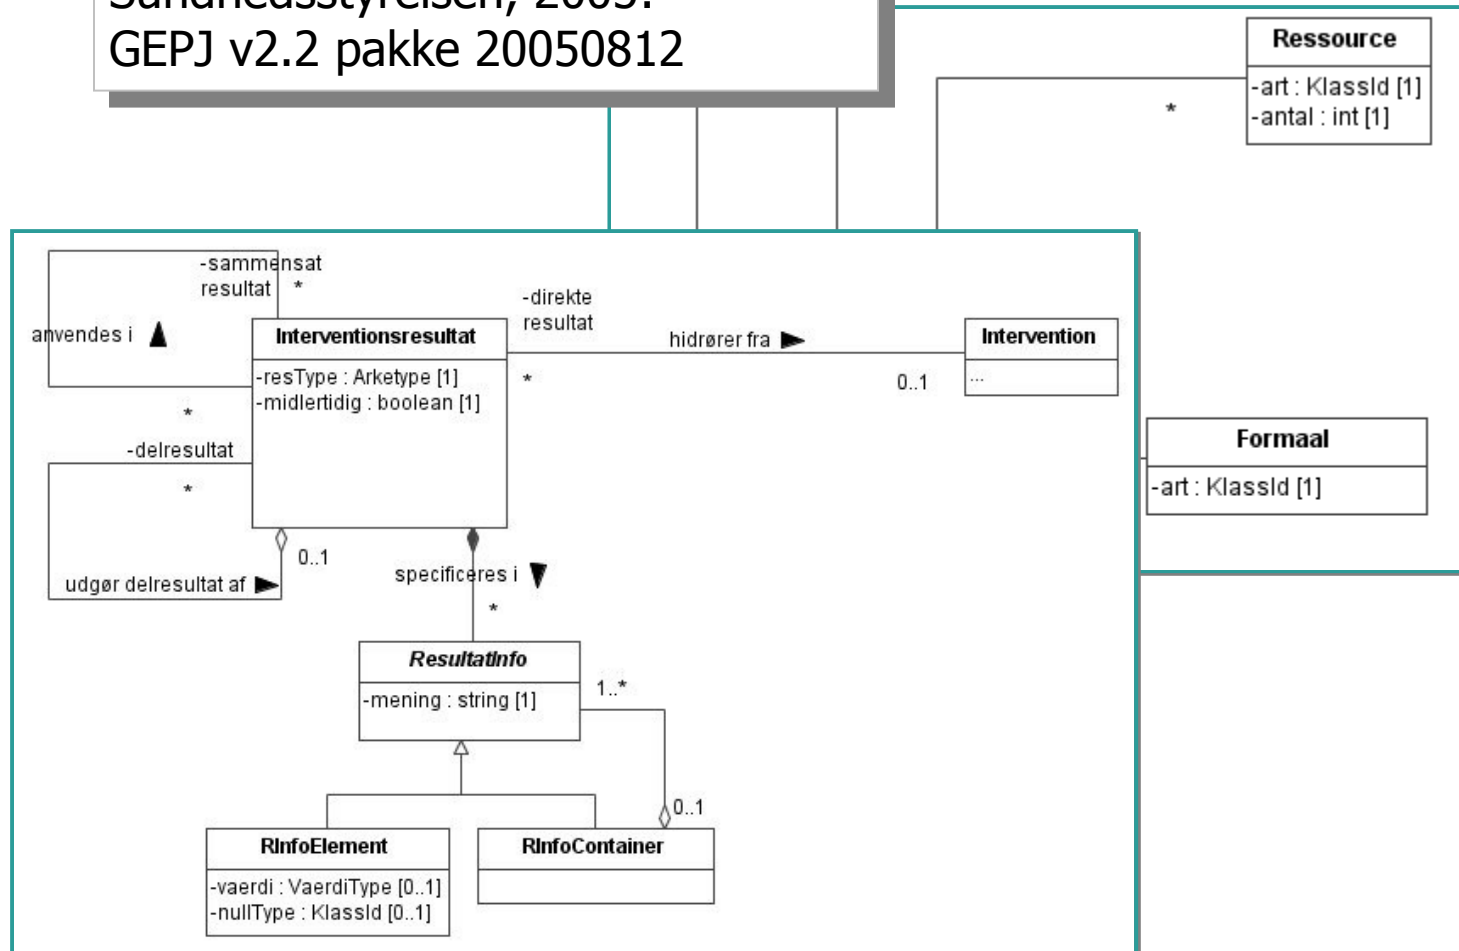 Sundhedsstyrelsen, 2005.
GEPJ v2.2 pakke 20050812
Ressource
-art : KlassId [1]
-antal : int [1]
*
-sammensat
resultat *
anvendes i
Interventionsresultat
-resType : Arketype [1]
-midlertidig : boolean [1]
-direkte
resultat
*
hidrører fra
0..1
Intervention
...
*
-delresultat
*
0..1
udgør delresultat af
specificeres i
*
Formaal
-art : KlassId [1]
ResultatInfo
-mening : string [1]
1..*
0..1
RInfoElement
-vaerdi : VaerdiType [0..1]
-nullType : KlassId [0..1]
RInfoContainer